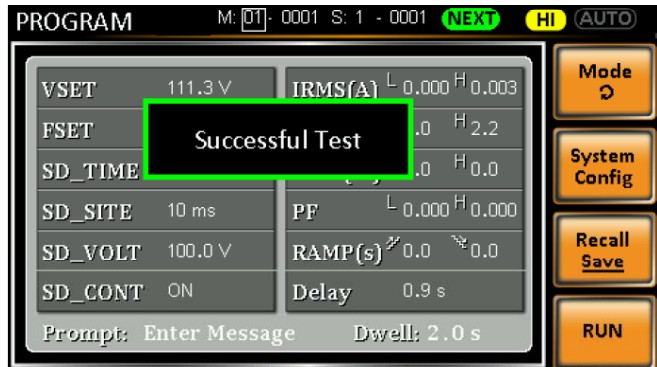 PROGRAM M: 01- 0001 S: 1 - 0001 NEXT HI (AUTO)
VSET 111.3 V IRMS(A) L 0.000 H 0.003
FSET .0 H 2.2
Successful Test
SD_TIME .0 H 0.0
SD_SITE 10 ms PF L 0.000 H 0.000
SD_VOLT 100.0 V RAMP(s) 0.0 0.0
SD_CONT ON Delay 0.9 s
Prompt: Enter Message Dwell: 2.0 s
Mode
System
Config
Recall
Save
RUN